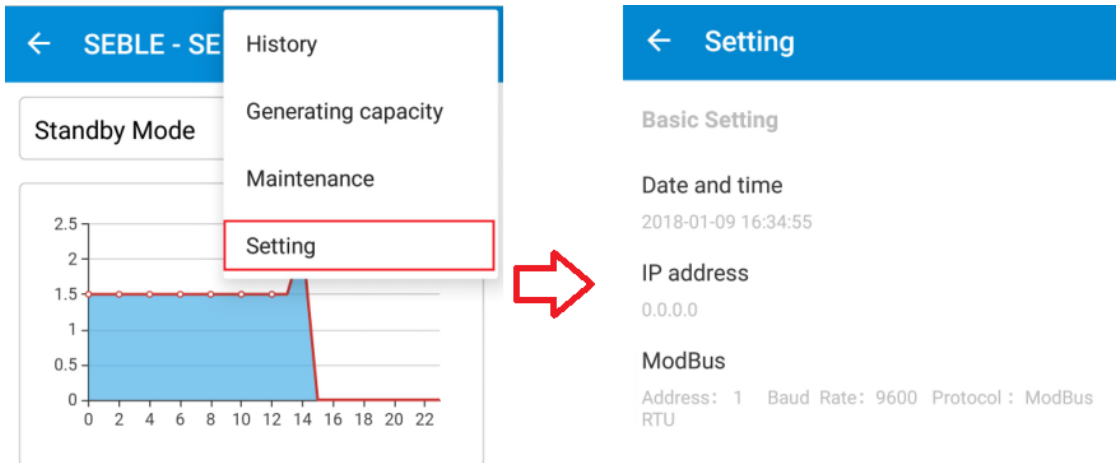 SEBLE - SE
History
Generating capacity
Maintenance
Setting
Standby Mode
2.5
2
1.5
1
0.5
0
0 2 4 6 8 10 12 14 16 18 20 22
Setting
Basic Setting
Date and time
2018-01-09 16:34:55
IP address
0.0.0.0
ModBus
Address: 1 Baud Rate: 9600 Protocol : ModBus
RTU